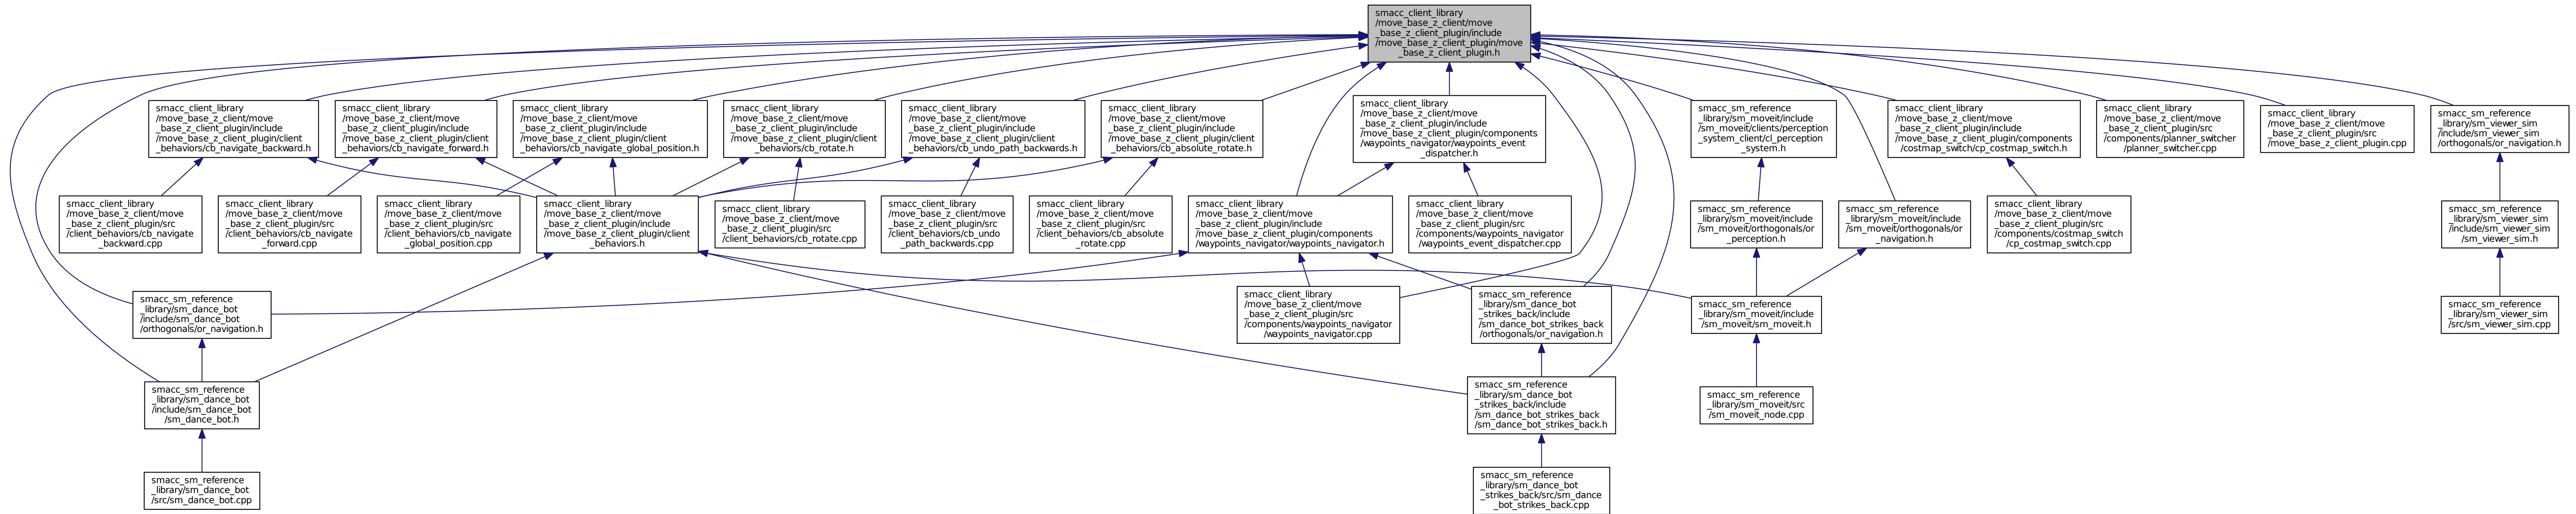 smacc_client_library
/move_base_z_client/move
_base_z_client_plugin/include
/move_base_z_client_plugin/move
_base_z_client_plugin.h
smacc_client_library
/move_base_z_client/move
_base_z_client_plugin/include
/move_base_z_client_plugin/client
_behaviors/cb_navigate_backward.h
smacc_client_library
/move_base_z_client/move
_base_z_client_plugin/include
/move_base_z_client_plugin/client
_behaviors/cb_navigate_forward.h
smacc_client_library
/move_base_z_client/move
_base_z_client_plugin/include
/move_base_z_client_plugin/client
_behaviors/cb_navigate_global_position.h
smacc_client_library
/move_base_z_client/move
_base_z_client_plugin/include
/move_base_z_client_plugin/client
_behaviors/cb_rotate.h
smacc_client_library
/move_base_z_client/move
_base_z_client_plugin/include
/move_base_z_client_plugin/client
_behaviors/cb_undo_path_backwards.h
smacc_client_library
/move_base_z_client/move
_base_z_client_plugin/include
/move_base_z_client_plugin/client
_behaviors/cb_absolute_rotate.h
smacc_client_library
/move_base_z_client/move
_base_z_client_plugin/include
/move_base_z_client_plugin/components
/waypoints_navigator/waypoints_event
_dispatcher.h
smacc_sm_reference
_library/sm_moveit/include
/sm_moveit/clients/perception
_system_client/cl_perception
_system.h
smacc_client_library
/move_base_z_client/move
_base_z_client_plugin/include
/move_base_z_client_plugin/components
/costmap_switch/cp_costmap_switch.h
smacc_client_library
/move_base_z_client/move
_base_z_client_plugin/src
/components/planner_switcher
/planner_switcher.cpp
smacc_client_library
/move_base_z_client/move
_base_z_client_plugin/src
/move_base_z_client_plugin.cpp
smacc_sm_reference
_library/sm_viewer_sim
/include/sm_viewer_sim
/orthogonals/or_navigation.h
smacc_client_library
/move_base_z_client/move
_base_z_client_plugin/src
/client_behaviors/cb_navigate
_backward.cpp
smacc_client_library
/move_base_z_client/move
_base_z_client_plugin/src
/client_behaviors/cb_navigate
_forward.cpp
smacc_client_library
/move_base_z_client/move
_base_z_client_plugin/src
/client_behaviors/cb_navigate
_global_position.cpp
smacc_client_library
/move_base_z_client/move
_base_z_client_plugin/include
/move_base_z_client_plugin/client
_behaviors.h
smacc_client_library
/move_base_z_client/move
_base_z_client_plugin/src
/client_behaviors/cb_rotate.cpp
smacc_client_library
/move_base_z_client/move
_base_z_client_plugin/src
/client_behaviors/cb_undo
_path_backwards.cpp
smacc_client_library
/move_base_z_client/move
_base_z_client_plugin/src
/client_behaviors/cb_absolute
_rotate.cpp
smacc_client_library
/move_base_z_client/move
_base_z_client_plugin/include
/move_base_z_client_plugin/components
/waypoints_navigator/waypoints_navigator.h
smacc_client_library
/move_base_z_client/move
_base_z_client_plugin/src
/components/waypoints_navigator
/waypoints_event_dispatcher.cpp
smacc_sm_reference
_library/sm_moveit/include
/sm_moveit/orthogonals/or
_perception.h
smacc_sm_reference
_library/sm_moveit/include
/sm_moveit/orthogonals/or
_navigation.h
smacc_client_library
/move_base_z_client/move
_base_z_client_plugin/src
/components/costmap_switch
/cp_costmap_switch.cpp
smacc_sm_reference
_library/sm_viewer_sim
/include/sm_viewer_sim
/sm_viewer_sim.h
smacc_sm_reference
_library/sm_dance_bot
/include/sm_dance_bot
/orthogonals/or_navigation.h
smacc_client_library
/move_base_z_client/move
_base_z_client_plugin/src
/components/waypoints_navigator
/waypoints_navigator.cpp
smacc_sm_reference
_library/sm_dance_bot
_strikes_back/include
/sm_dance_bot_strikes_back
/orthogonals/or_navigation.h
smacc_sm_reference
_library/sm_moveit/include
/sm_moveit/sm_moveit.h
smacc_sm_reference
_library/sm_viewer_sim
/src/sm_viewer_sim.cpp
smacc_sm_reference
_library/sm_dance_bot
/include/sm_dance_bot
/sm_dance_bot.h
smacc_sm_reference
_library/sm_dance_bot
_strikes_back/include
/sm_dance_bot_strikes_back
/sm_dance_bot_strikes_back.h
smacc_sm_reference
_library/sm_moveit/src
/sm_moveit_node.cpp
smacc_sm_reference
_library/sm_dance_bot
/src/sm_dance_bot.cpp
smacc_sm_reference
_library/sm_dance_bot
_strikes_back/src/sm_dance
_bot_strikes_back.cpp